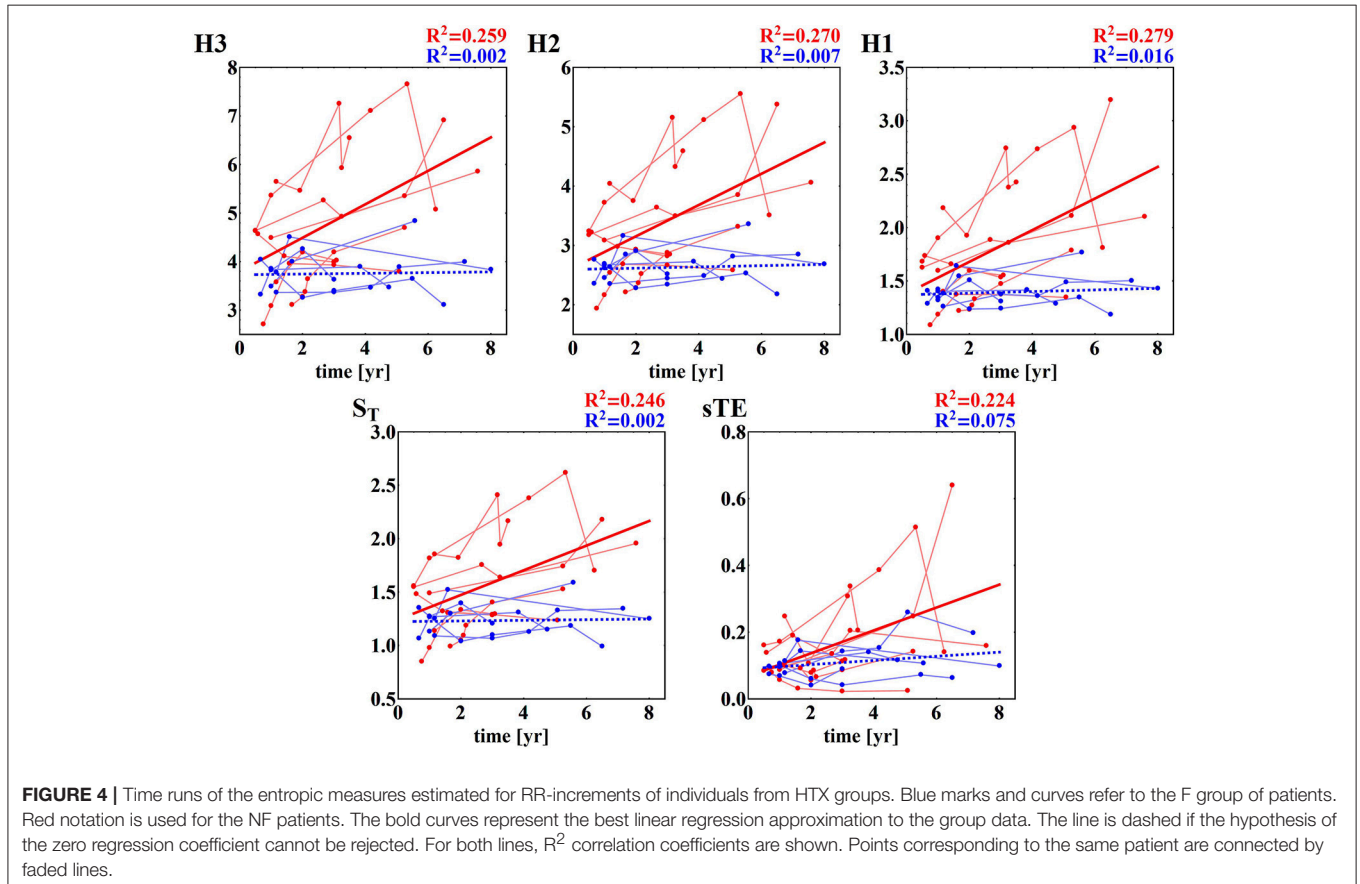 H3
R²=0.259
R²=0.002
8
7
6
5
4
3
0 2 4 6 8
time [yr]
H2
R²=0.270
R²=0.007
6
5
4
3
2
0 2 4 6 8
time [yr]
H1
R²=0.279
R²=0.016
3.5
3.0
2.5
2.0
1.5
1.0
0 2 4 6 8
time [yr]
S_T
R²=0.246
R²=0.002
3.0
2.5
2.0
1.5
1.0
0.5
0 2 4 6 8
time [yr]
sTE
R²=0.224
R²=0.075
0.8
0.6
0.4
0.2
0.0
0 2 4 6 8
time [yr]
FIGURE 4 | Time runs of the entropic measures estimated for RR-increments of individuals from HTX groups. Blue marks and curves refer to the F group of patients.
Red notation is used for the NF patients. The bold curves represent the best linear regression approximation to the group data. The line is dashed if the hypothesis of
the zero regression coefficient cannot be rejected. For both lines, R² correlation coefficients are shown. Points corresponding to the same patient are connected by
faded lines.